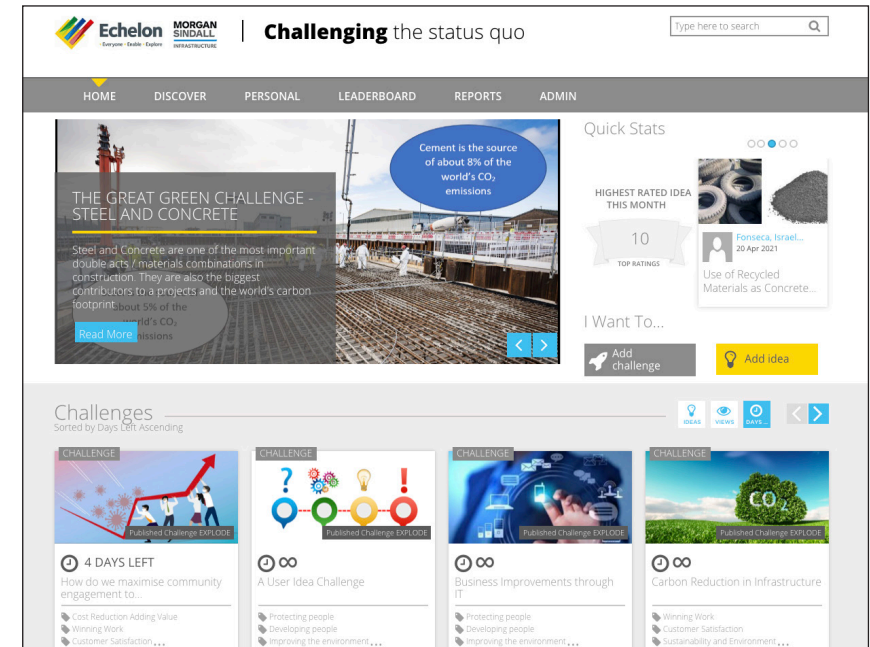 Echelon
Everyone - Enable - Explore
MORGAN
SINDALL
INFRASTRUCTURE
Challenging the status quo
Type here to search
HOME
DISCOVER
PERSONAL
LEADERBOARD
REPORTS
ADMIN
Cement is the source
of about 8% of the
world's CO₂
emissions
THE GREAT GREEN CHALLENGE -
STEEL AND CONCRETE
Steel and Concrete are one of the most important
double acts / materials combinations in
construction. They are also the biggest
contributors to a projects and the world's carbon
footprint.
about 5% of the
world's CO₂
emissions
Read More
Quick Stats
HIGHEST RATED IDEA
THIS MONTH
10
TOP RATINGS
Fonseca, Israel...
20 Apr 2021
Use of Recycled
Materials as Concrete...
I Want To...
Add
challenge
Add idea
Challenges
Sorted by Days Left Ascending
IDEAS
VIEWS
DAYS ...
CHALLENGE
Published Challenge EXPLODE
4 DAYS LEFT
How do we maximise community
engagement to...
Cost Reduction Adding Value
Winning Work
Customer Satisfaction ...
CHALLENGE
Published Challenge EXPLODE
∞
A User Idea Challenge
Protecting people
Developing people
Improving the environment ...
CHALLENGE
Published Challenge EXPLODE
∞
Business Improvements through
IT
Protecting people
Developing people
Improving the environment ...
CHALLENGE
CO₂
Published Challenge EXPLODE
∞
Carbon Reduction in Infrastructure
Winning Work
Customer Satisfaction
Sustainability and Environment ...